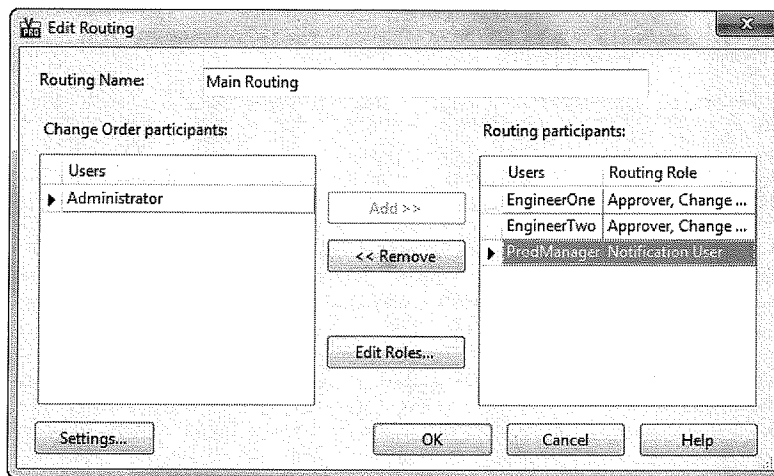 V PRO Edit Routing
Routing Name: Main Routing
Change Order participants:
Users
Administrator
Add >>
<< Remove
Edit Roles...
Routing participants:
Users Routing Role
EngineerOne Approver, Change ...
EngineerTwo Approver, Change ...
ProdManager Notification User
Settings...
OK
Cancel
Help